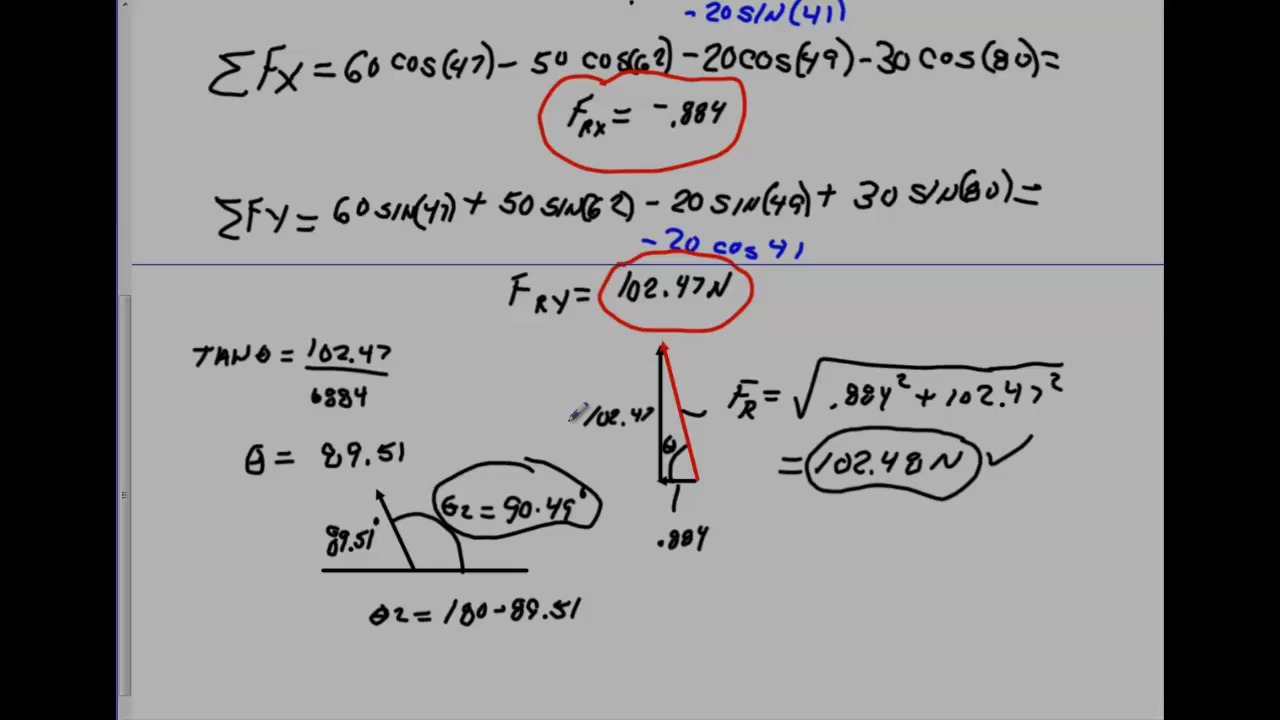 -20 SIN(41)
ΣFX = 60 cos(47) - 50 cos(62) - 20cos(49) - 30 cos(80) =
FRX = -.884
ΣFY = 60 SIN(47) + 50 SIN(62) - 20 SIN(49) + 30 SIN(80) =
-20 cos 41
FRY = 102.47N
TAN θ = 102.47
.884
θ = 89.51
θ2 = 90.49°
89.51°
θ2 = 180 - 89.51
102.47
θ
.884
FR = √.884² + 102.47²
= 102.48 N ✓